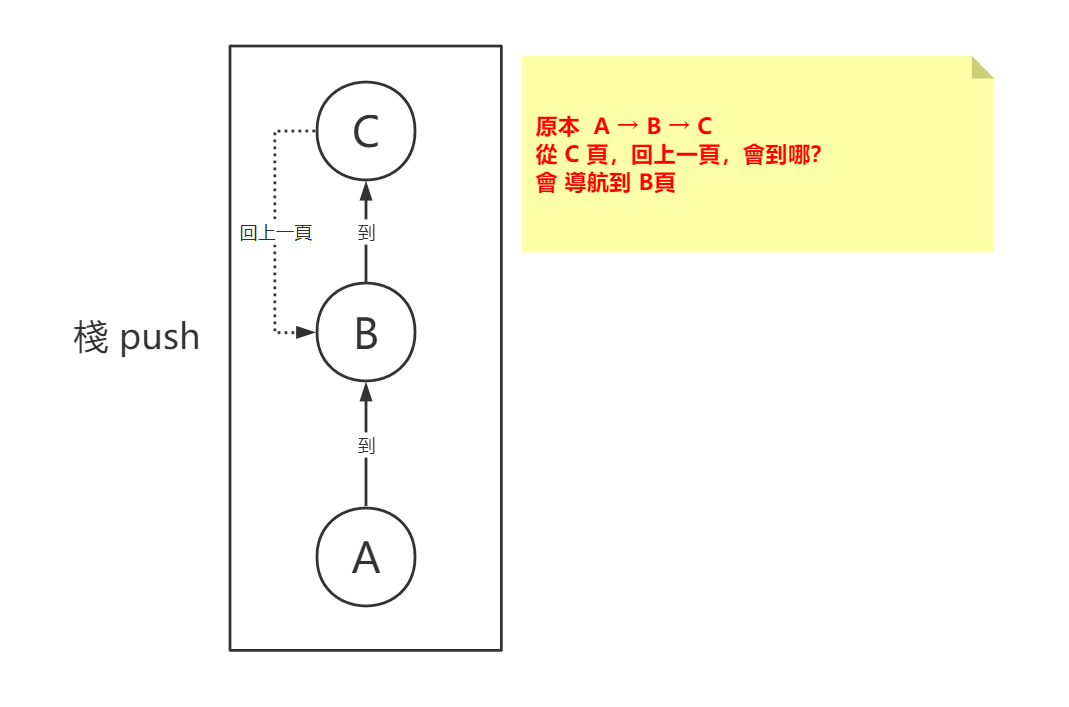 C
原本 A → B → C
從 C 頁，回上一頁，會到哪?
會 導航到 B頁
回上一頁
到
棧 push
B
到
A